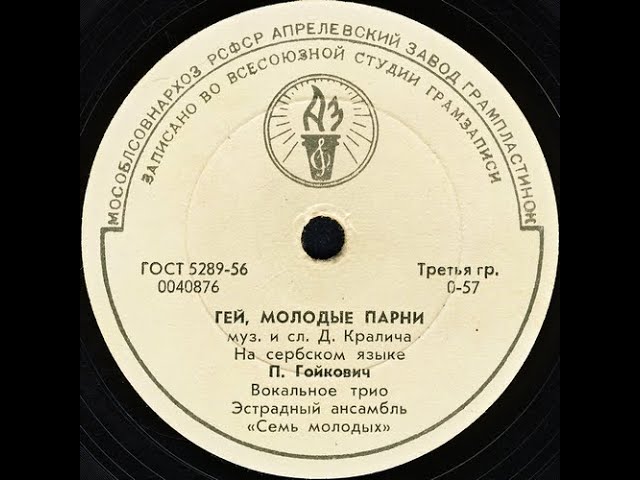 МОСОБЛСОВНАРХОЗ РСФСР АПРЕЛЕВСКИЙ ЗАВОД ГРАМПЛАСТИНОК
ЗАПИСАНО ВО ВСЕСОЮЗНОЙ СТУДИИ ГРАМЗАПИСИ
АЗ
ГОСТ 5289-56
0040876
Третья гр.
0-57
ГЕЙ, МОЛОДЫЕ ПАРНИ
муз. и сл. Д. Кралича
На сербском языке
П. Гойкович
Вокальное трио
Эстрадный ансамбль
«Семь молодых»